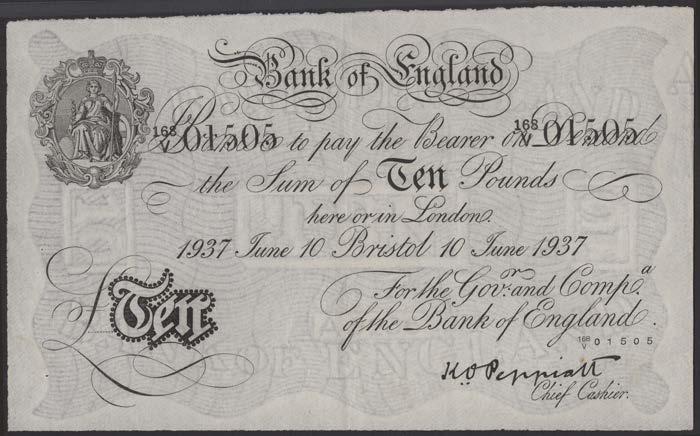 Bank of England
168/V 01505 Promise to pay the Bearer on Demand 168/V 01505
the Sum of Ten Pounds
here or in London.
1937 June 10 Bristol 10 June 1937
For the Govr. and Compa.
of the Bank of England.
168/V 01505
£Ten
K.O. Peppiatt
Chief Cashier.